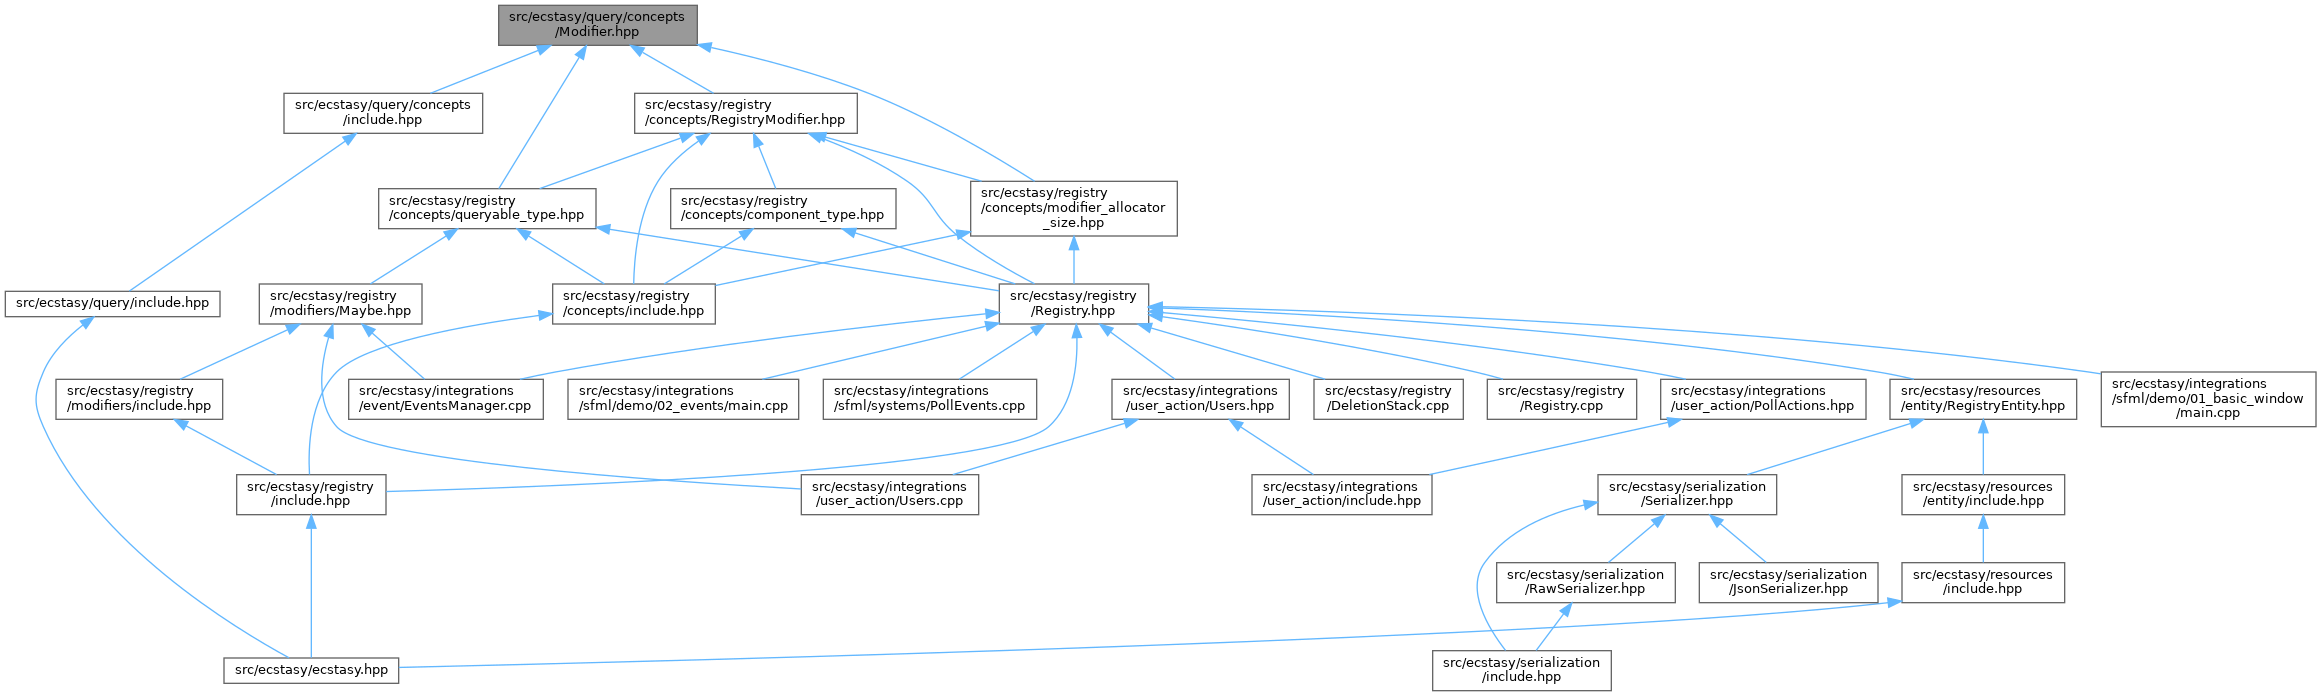 src/ecstasy/query/concepts
/Modifier.hpp
src/ecstasy/query/concepts
/include.hpp
src/ecstasy/registry
/concepts/RegistryModifier.hpp
src/ecstasy/registry
/concepts/queryable_type.hpp
src/ecstasy/registry
/concepts/component_type.hpp
src/ecstasy/registry
/concepts/modifier_allocator
_size.hpp
src/ecstasy/query/include.hpp
src/ecstasy/registry
/modifiers/Maybe.hpp
src/ecstasy/registry
/concepts/include.hpp
src/ecstasy/registry
/Registry.hpp
src/ecstasy/registry
/modifiers/include.hpp
src/ecstasy/integrations
/event/EventsManager.cpp
src/ecstasy/integrations
/sfml/demo/02_events/main.cpp
src/ecstasy/integrations
/sfml/systems/PollEvents.cpp
src/ecstasy/integrations
/user_action/Users.hpp
src/ecstasy/registry
/DeletionStack.cpp
src/ecstasy/registry
/Registry.cpp
src/ecstasy/integrations
/user_action/PollActions.hpp
src/ecstasy/resources
/entity/RegistryEntity.hpp
src/ecstasy/integrations
/sfml/demo/01_basic_window
/main.cpp
src/ecstasy/registry
/include.hpp
src/ecstasy/integrations
/user_action/Users.cpp
src/ecstasy/integrations
/user_action/include.hpp
src/ecstasy/serialization
/Serializer.hpp
src/ecstasy/resources
/entity/include.hpp
src/ecstasy/serialization
/RawSerializer.hpp
src/ecstasy/serialization
/JsonSerializer.hpp
src/ecstasy/resources
/include.hpp
src/ecstasy/ecstasy.hpp
src/ecstasy/serialization
/include.hpp